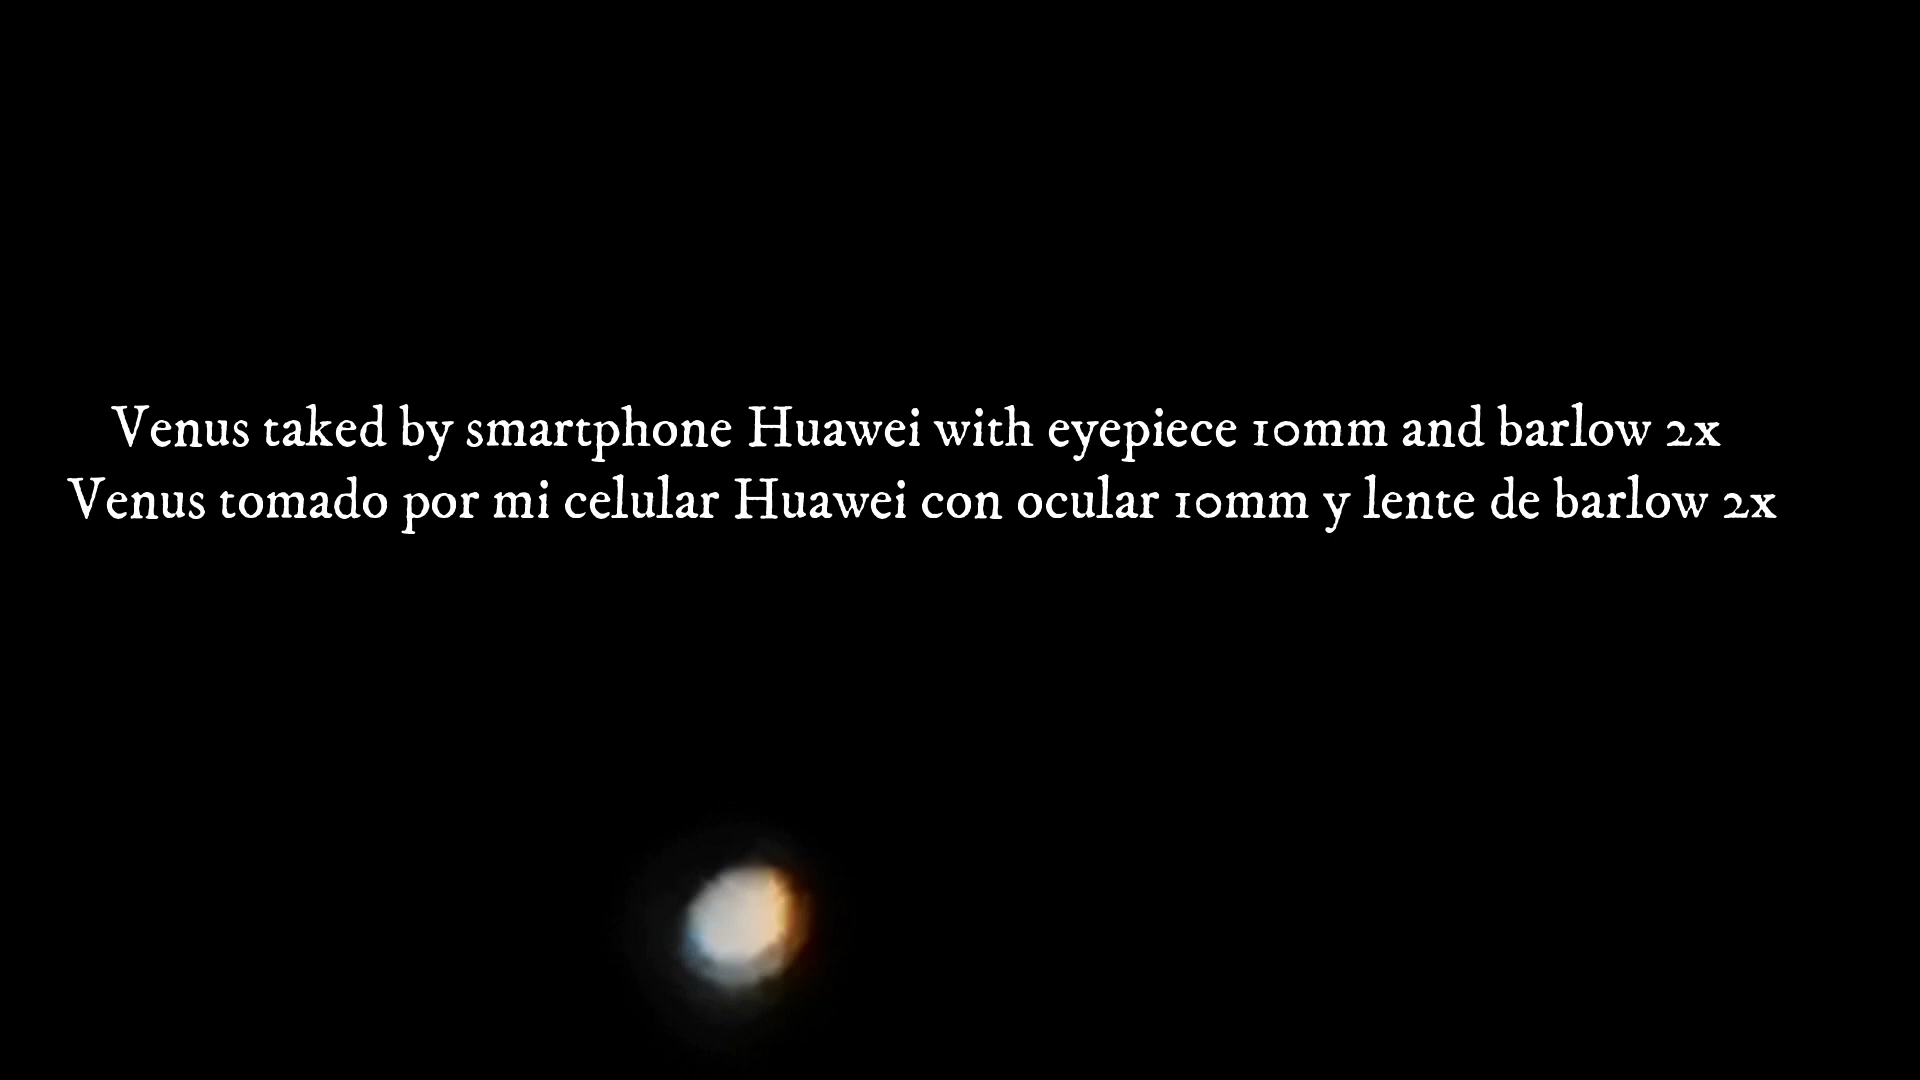 Venus taked by smartphone Huawei with eyepiece 10mm and barlow 2x
Venus tomado por mi celular Huawei con ocular 10mm y lente de barlow 2x